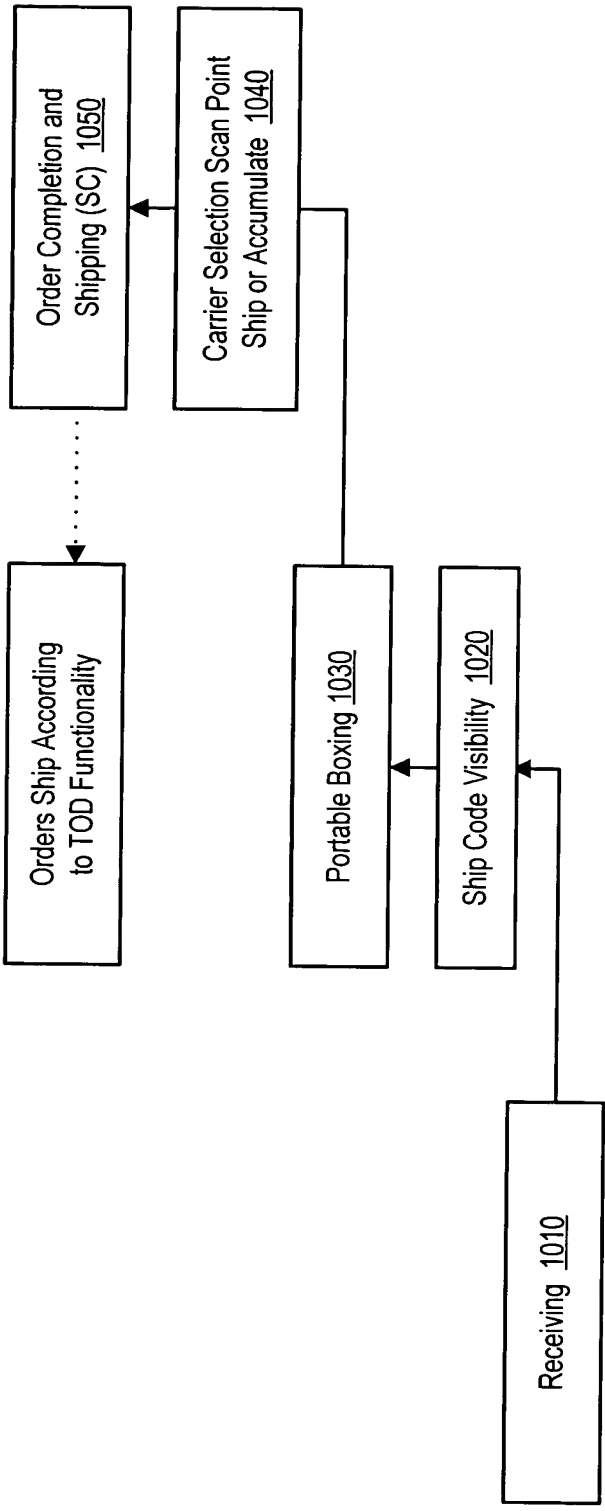 Orders Ship According
to TOD Functionality
Order Completion and
Shipping (SC) 1050
Portable Boxing 1030
Carrier Selection Scan Point
Ship or Accumulate 1040
Ship Code Visibility 1020
Receiving 1010